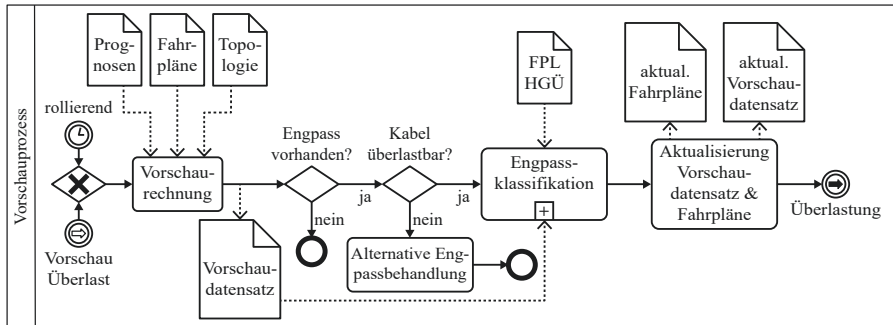 Vorschauprozess
Prog-
nosen
Fahr-
pläne
Topo-
logie
rollierend
Vorschau
Überlast
Vorschau-
rechnung
Engpass
vorhanden?
ja
nein
Vorschau-
datensatz
Kabel
überlastbar?
ja
nein
Alternative Eng-
passbehandlung
FPL
HGÜ
Engpass-
klassifikation
aktual.
Fahrpläne
aktual.
Vorschau-
datensatz
Aktualisierung
Vorschau-
datensatz &
Fahrpläne
Überlastung